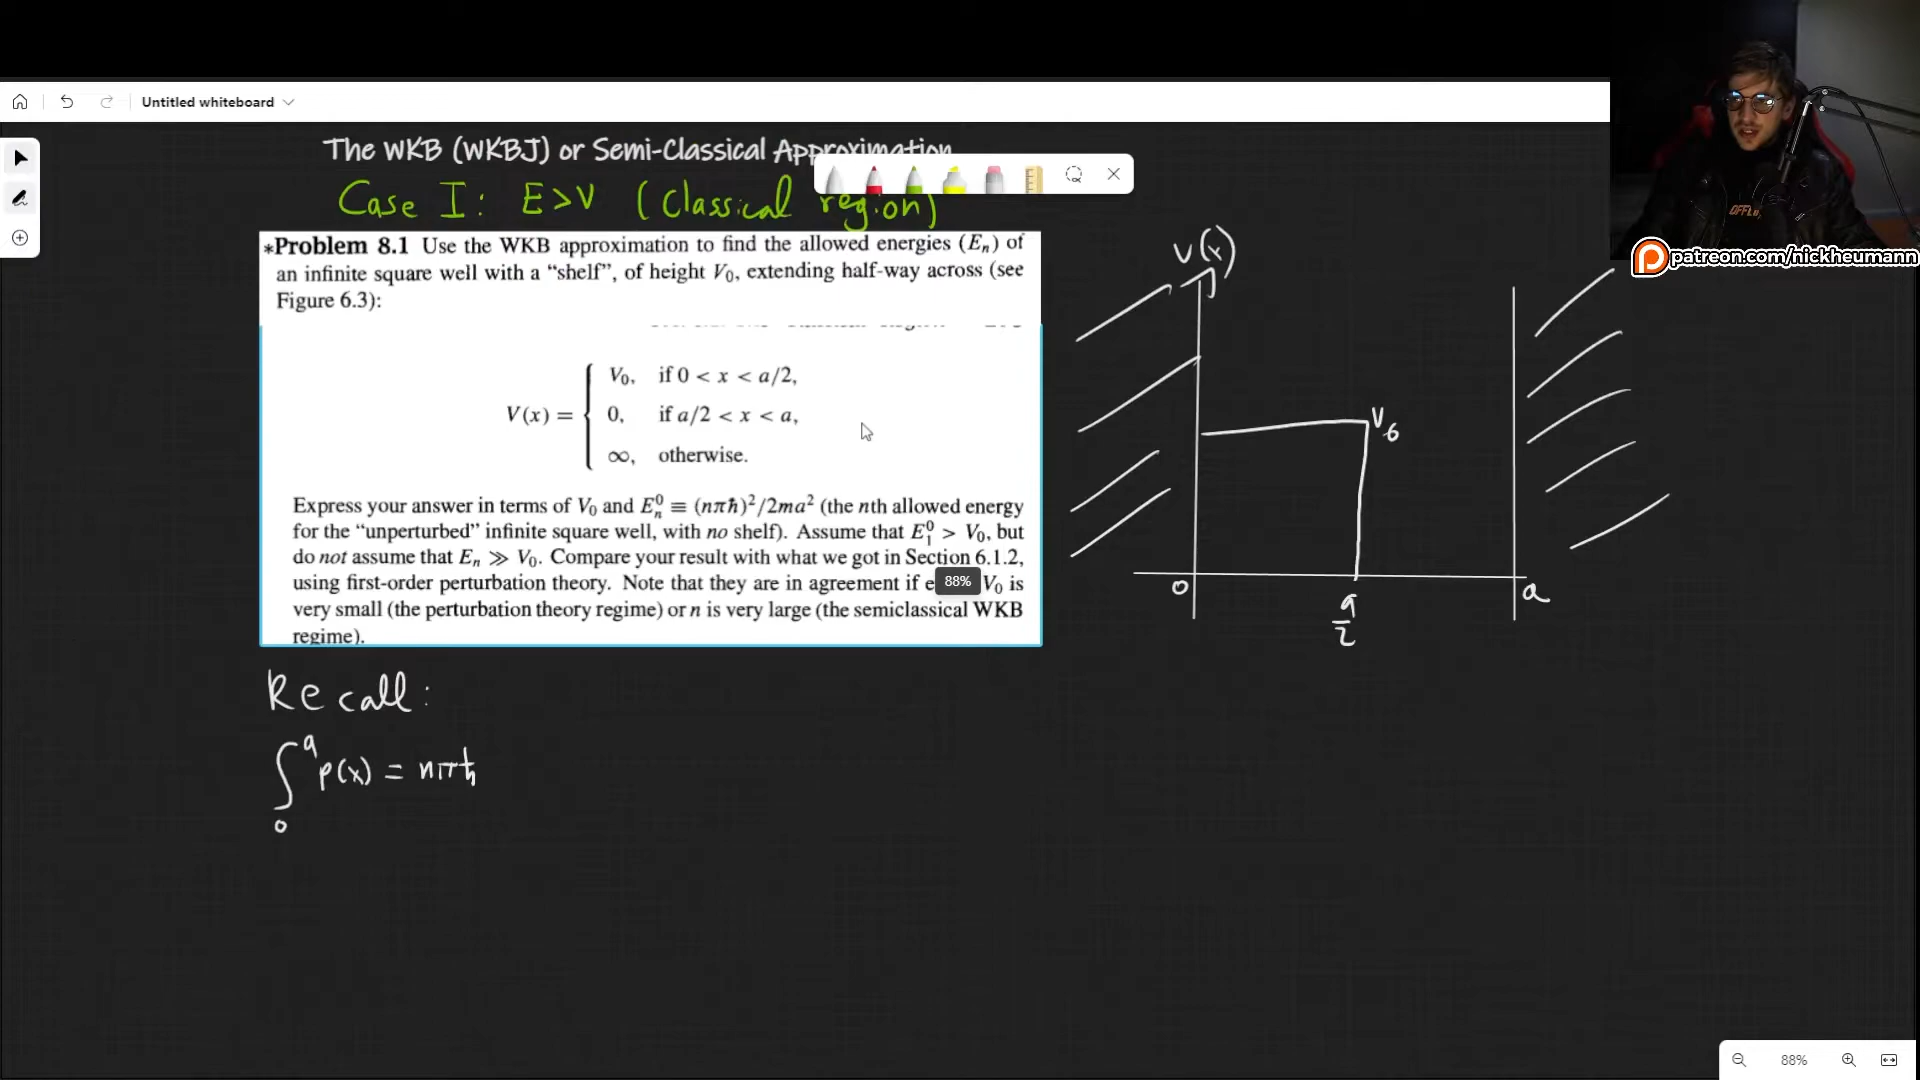 Untitled whiteboard
The WKB (WKBJ) or Semi-Classical Approximation
Case I: E>V (Classical region)
*Problem 8.1 Use the WKB approximation to find the allowed energies (Eₙ) of
an infinite square well with a “shelf”, of height V₀, extending half-way across (see
Figure 6.3):
V(x) = { V₀, if 0 < x < a/2,
0, if a/2 < x < a,
∞, otherwise.
Express your answer in terms of V₀ and Eₙ⁰ ≡ (nπħ)²/2ma² (the nth allowed energy
for the “unperturbed” infinite square well, with no shelf). Assume that E₁⁰ > V₀, but
do not assume that Eₙ ≫ V₀. Compare your result with what we got in Section 6.1.2,
using first-order perturbation theory. Note that they are in agreement if V₀ is
88%
very small (the perturbation theory regime) or n is very large (the semiclassical WKB
regime).
Recall:
∫₀ᵃ p(x) = nπħ
V(x)
V₀
0
a/2
a
OFFLO
patreon.com/nickheumann
88%